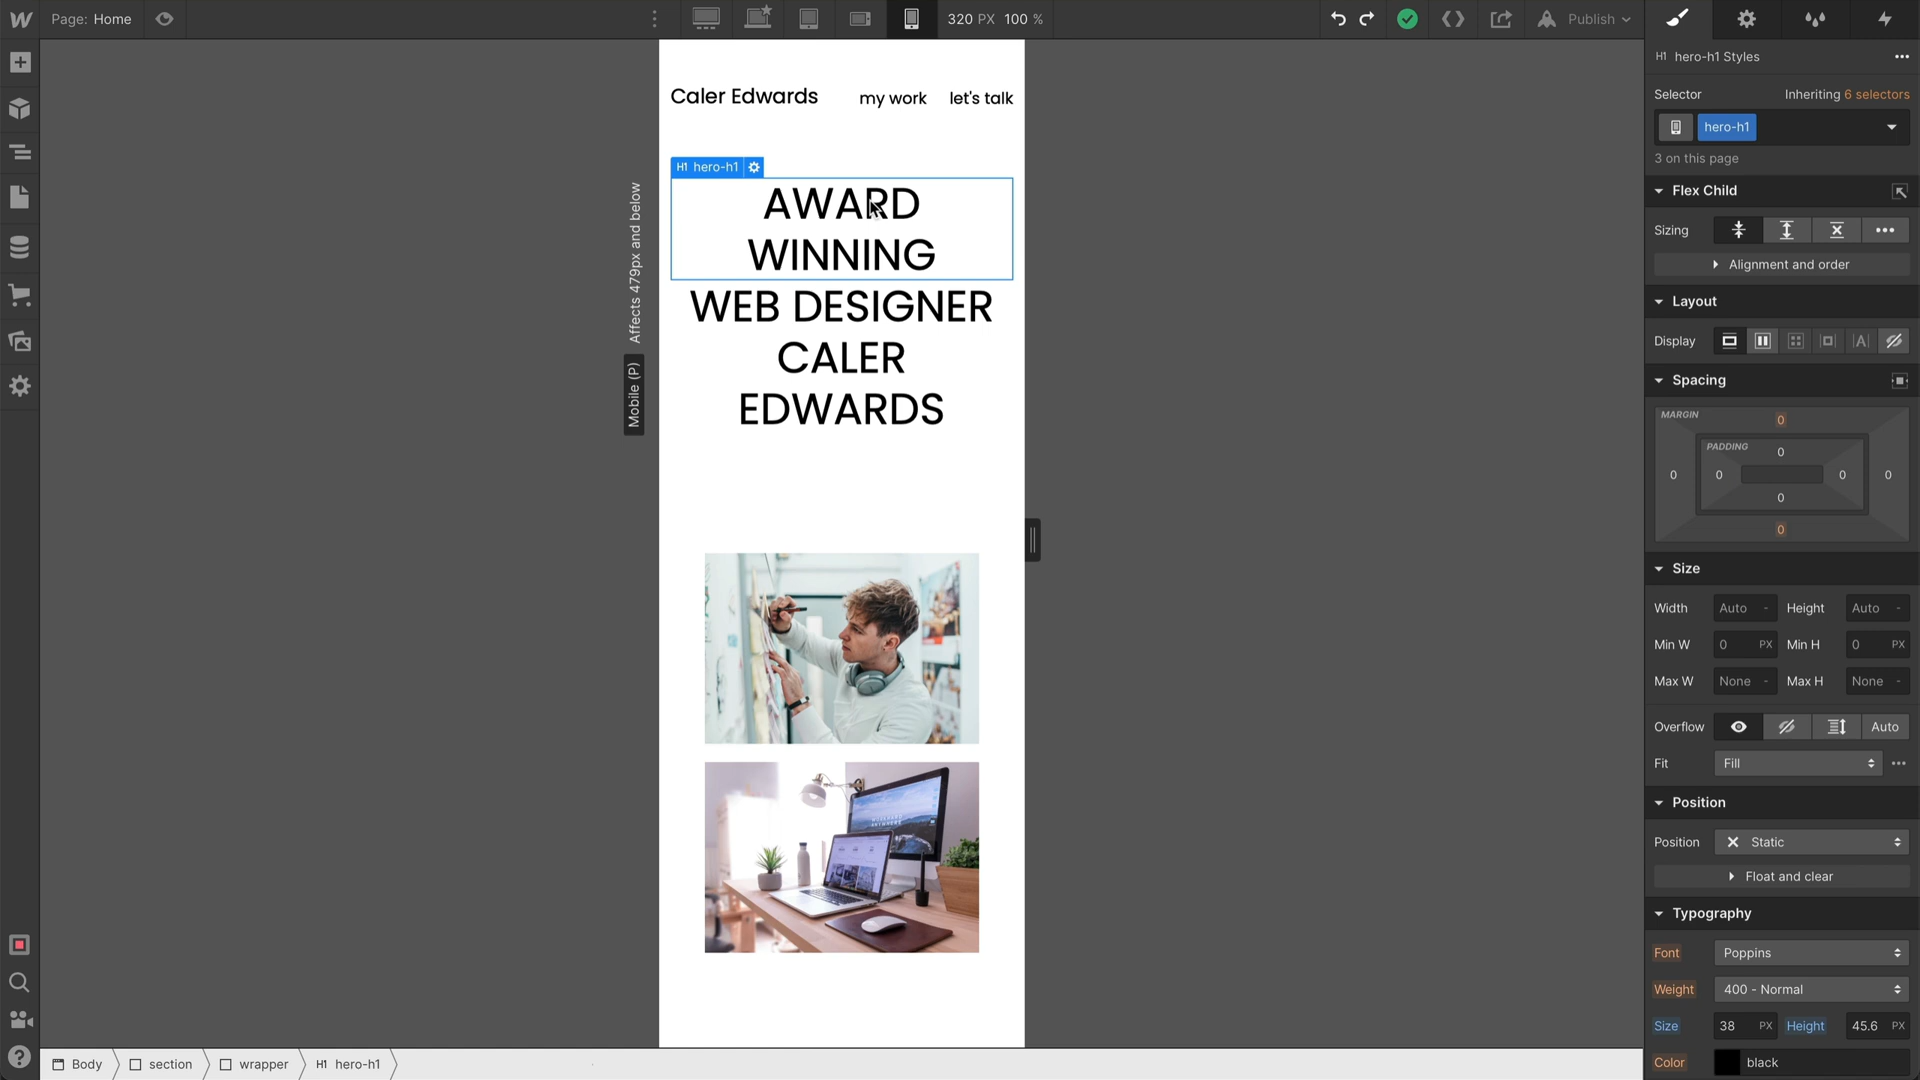 Page: Home
320 PX 100 %
Publish
Caler Edwards
my work
let's talk
H1 hero-h1
AWARD
WINNING
WEB DESIGNER
CALER
EDWARDS
Affects 479px and below
Mobile (P)
Body
section
wrapper
H1 hero-h1
H1 hero-h1 Styles
Selector
Inheriting 6 selectors
hero-h1
3 on this page
Flex Child
Sizing
Alignment and order
Layout
Display
Spacing
MARGIN
0
PADDING
0
0 0 0 0
0
0
Size
Width Auto - Height Auto -
Min W 0 PX Min H 0 PX
Max W None - Max H None -
Overflow Auto
Fit Fill
Position
Position Static
Float and clear
Typography
Font Poppins
Weight 400 - Normal
Size 38 PX Height 45.6 PX
Color black